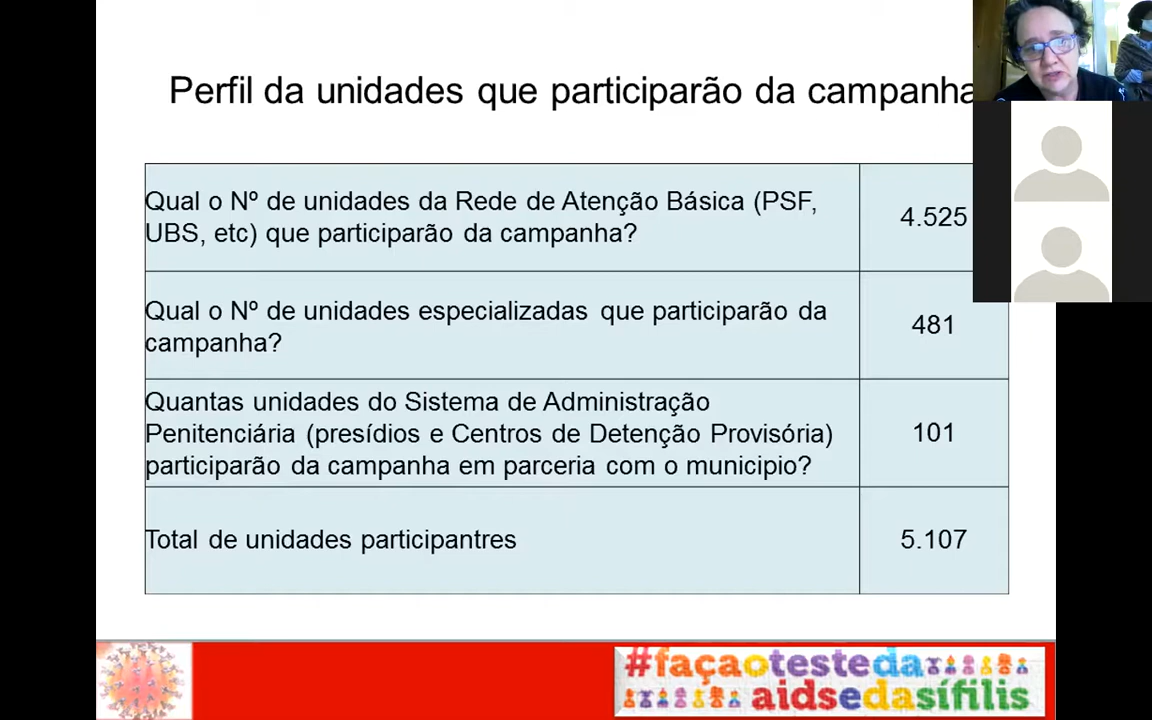 Perfil da unidades que participarão da campanha
Qual o Nº de unidades da Rede de Atenção Básica (PSF,
UBS, etc) que participarão da campanha?
4.525
Qual o Nº de unidades especializadas que participarão da
campanha?
481
Quantas unidades do Sistema de Administração
Penitenciária (presídios e Centros de Detenção Provisória)
participarão da campanha em parceria com o municipio?
101
Total de unidades participantres
5.107
#façaotesteda
aidsedasífilis